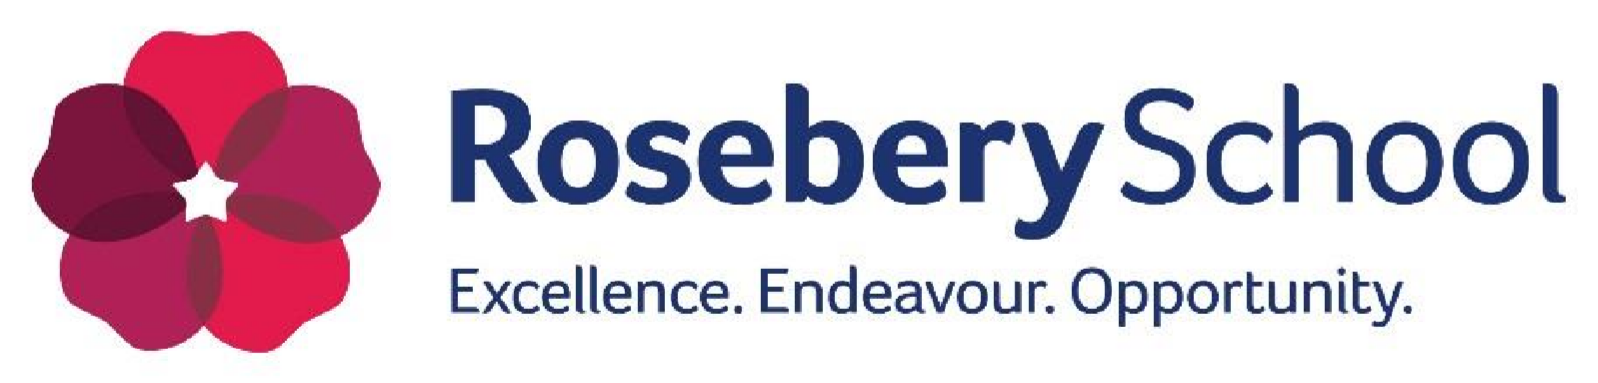 Rosebery School
Excellence. Endeavour. Opportunity.